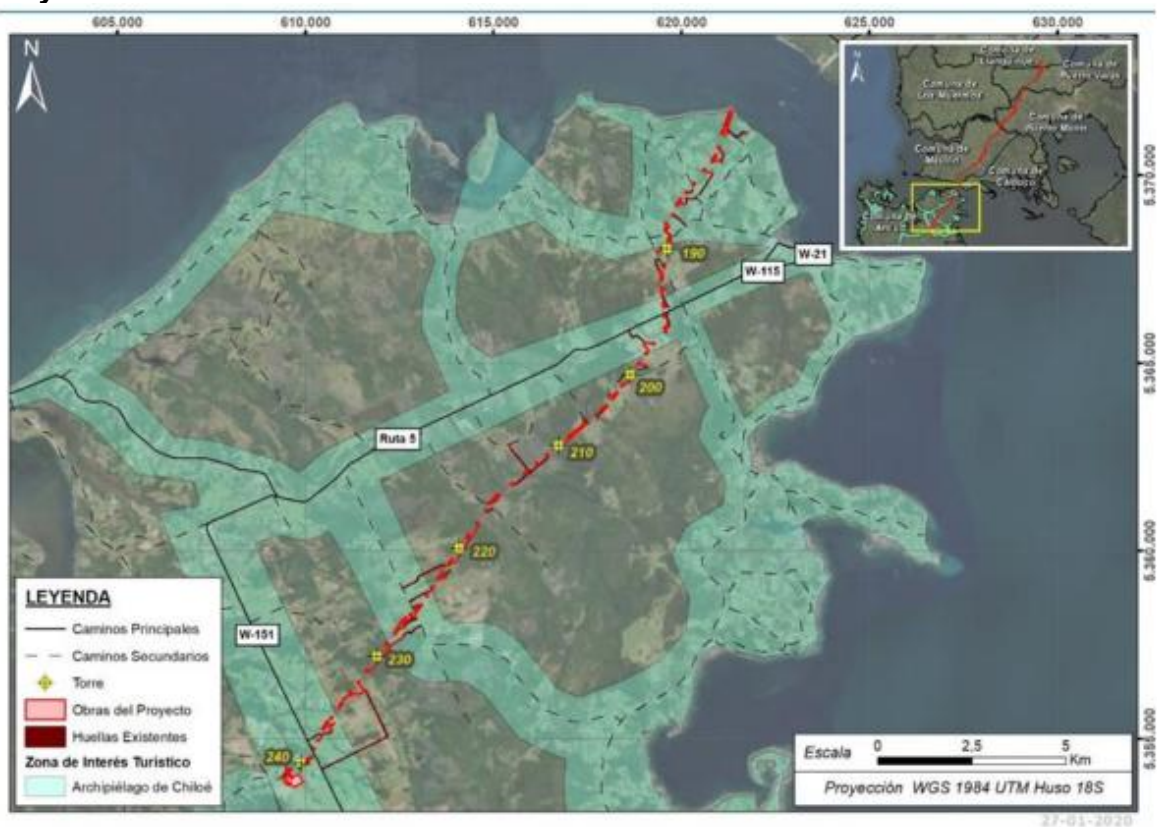 605.000 610.000 615.000 620.000 625.000 630.000
N
N
Comuna de Llanquihue
Comuna de Puerto Varas
Comuna de Los Muermos
Comuna de Puerto Montt
Comuna de Maullín
Comuna de Calbuco
5.370.000
190
W-21
W-115
5.365.000
200
Ruta 5
210
5.360.000
220
W-151
230
5.355.000
240
LEYENDA
Caminos Principales
Caminos Secundarios
Torre
Obras del Proyecto
Huellas Existentes
Zona de Interés Turístico
Archipiélago de Chiloé
Escala 0 2,5 5
Km
Proyección WGS 1984 UTM Huso 18S
27-01-2020